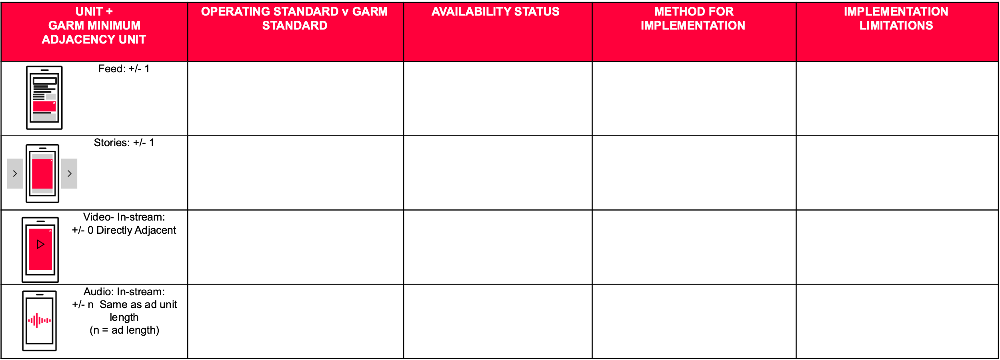 UNIT +
GARM MINIMUM
ADJACENCY UNIT
OPERATING STANDARD v GARM
STANDARD
AVAILABILITY STATUS
METHOD FOR
IMPLEMENTATION
IMPLEMENTATION
LIMITATIONS
Feed: +/- 1
Stories: +/- 1
Video- In-stream:
+/- 0 Directly Adjacent
Audio: In-stream:
+/- n  Same as ad unit
length
(n = ad length)